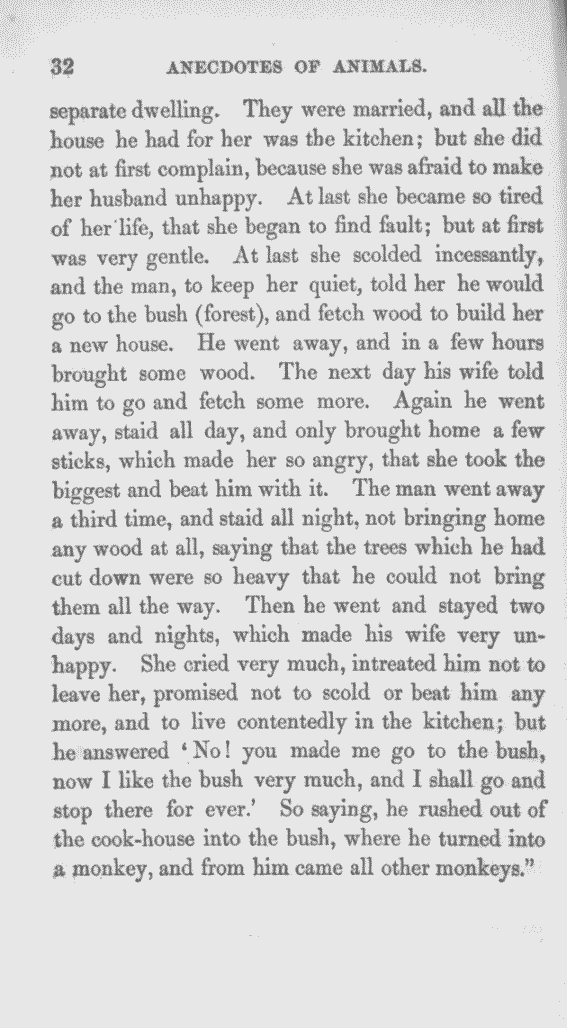 32 ANECDOTES OF ANIMALS.
separate dwelling. They were married, and all the
house he had for her was the kitchen; but she did
not at first complain, because she was afraid to make
her husband unhappy. At last she became so tired
of her life, that she began to find fault; but at first
was very gentle. At last she scolded incessantly,
and the man, to keep her quiet, told her he would
go to the bush (forest), and fetch wood to build her
a new house. He went away, and in a few hours
brought some wood. The next day his wife told
him to go and fetch some more. Again he went
away, staid all day, and only brought home a few
sticks, which made her so angry, that she took the
biggest and beat him with it. The man went away
a third time, and staid all night, not bringing home
any wood at all, saying that the trees which he had
cut down were so heavy that he could not bring
them all the way. Then he went and stayed two
days and nights, which made his wife very un-
happy. She cried very much, intreated him not to
leave her, promised not to scold or beat him any
more, and to live contentedly in the kitchen; but
he answered ‘No! you made me go to the bush,
now I like the bush very much, and I shall go and
stop there for ever.’ So saying, he rushed out of
the cook-house into the bush, where he turned into
a monkey, and from him came all other monkeys.”